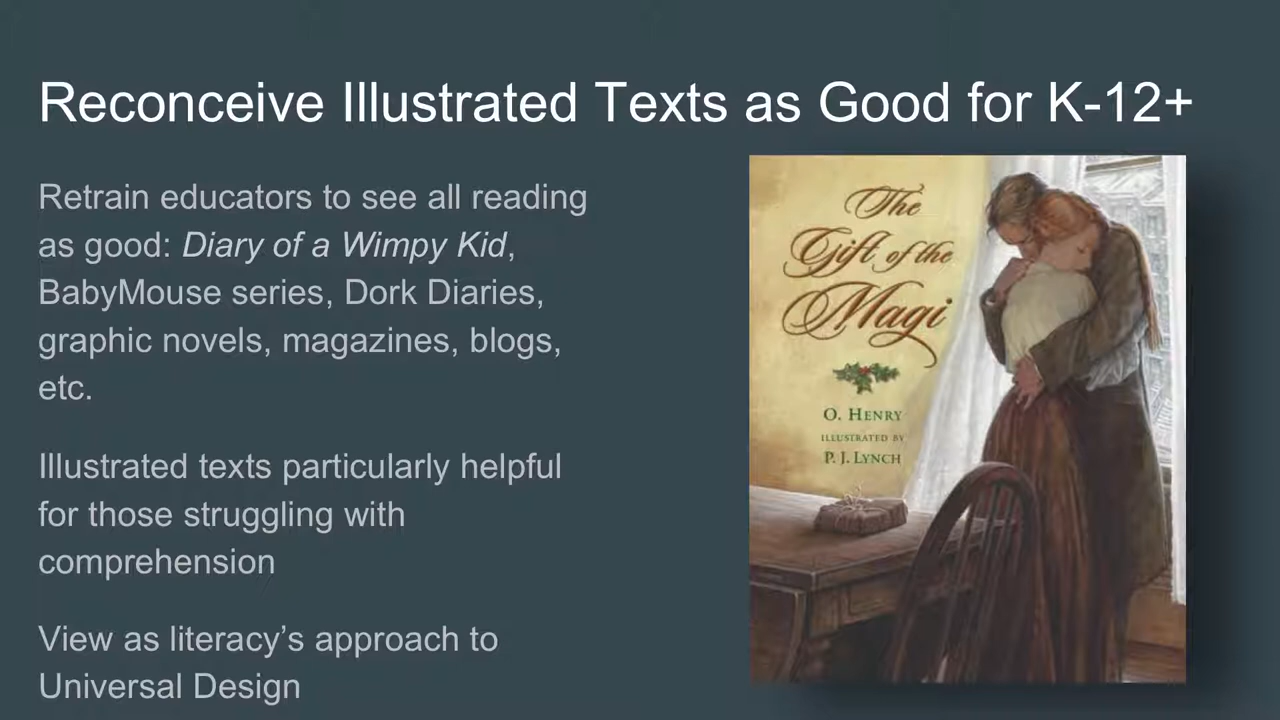 Reconceive Illustrated Texts as Good for K-12+
Retrain educators to see all reading
as good: Diary of a Wimpy Kid,
BabyMouse series, Dork Diaries,
graphic novels, magazines, blogs,
etc.
Illustrated texts particularly helpful
for those struggling with
comprehension
View as literacy’s approach to
Universal Design
The
Gift of the
Magi
O. HENRY
ILLUSTRATED BY
P. J. LYNCH